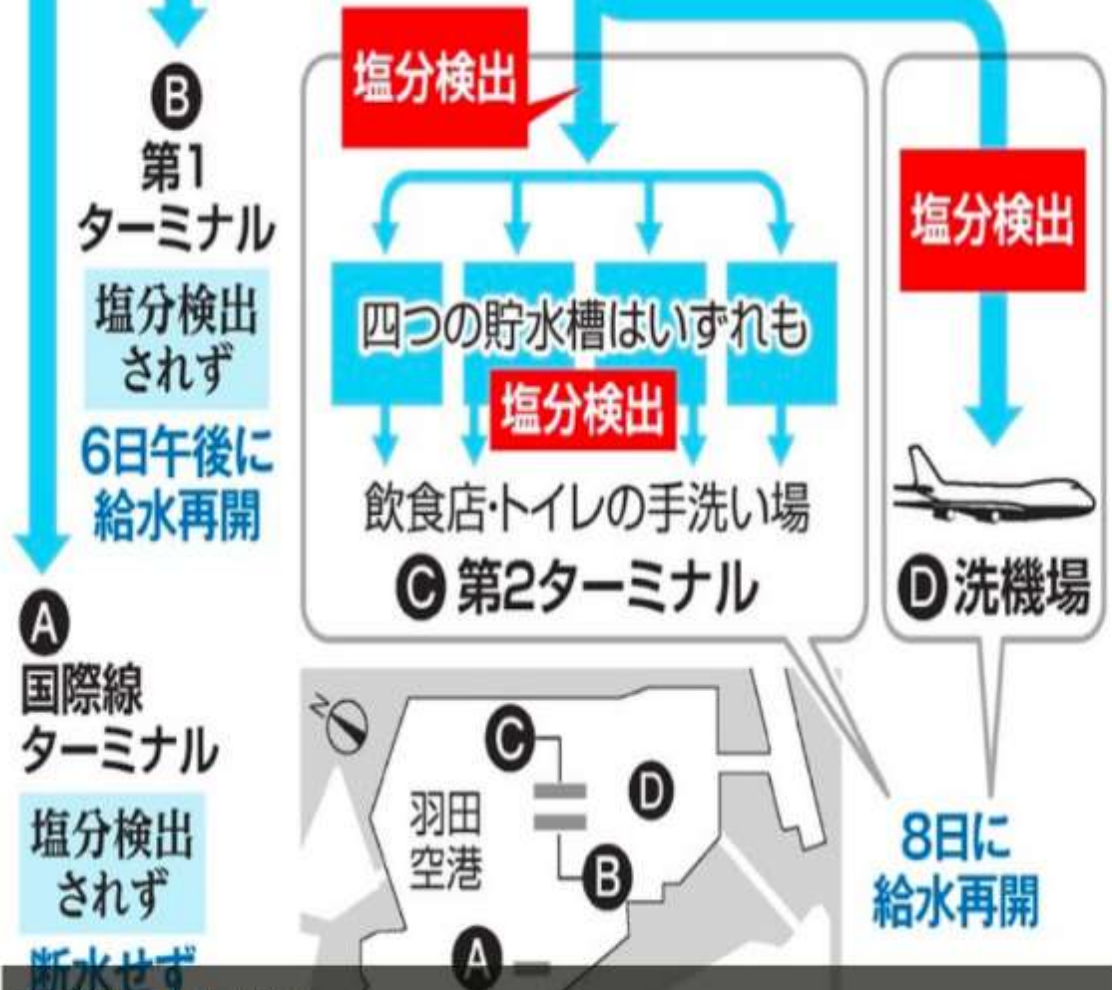 B
第1
ターミナル
塩分検出
されず
6日午後に
給水再開
A
国際線
ターミナル
塩分検出
されず
断水せず
塩分検出
四つの貯水槽はいずれも
塩分検出
飲食店・トイレの手洗い場
C 第2ターミナル
塩分検出
D 洗機場
8日に
給水再開
N
C
D
羽田
空港
B
A